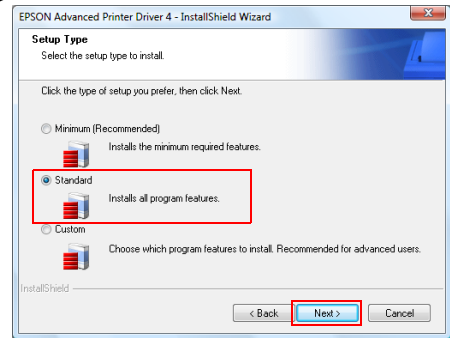 EPSON Advanced Printer Driver 4 - InstallShield Wizard
Setup Type
Select the setup type to install.
Click the type of setup you prefer, then click Next.
Minimum (Recommended)
Installs the minimum required features.
Standard
Installs all program features.
Custom
Choose which program features to install. Recommended for advanced users.
InstallShield
< Back Next > Cancel